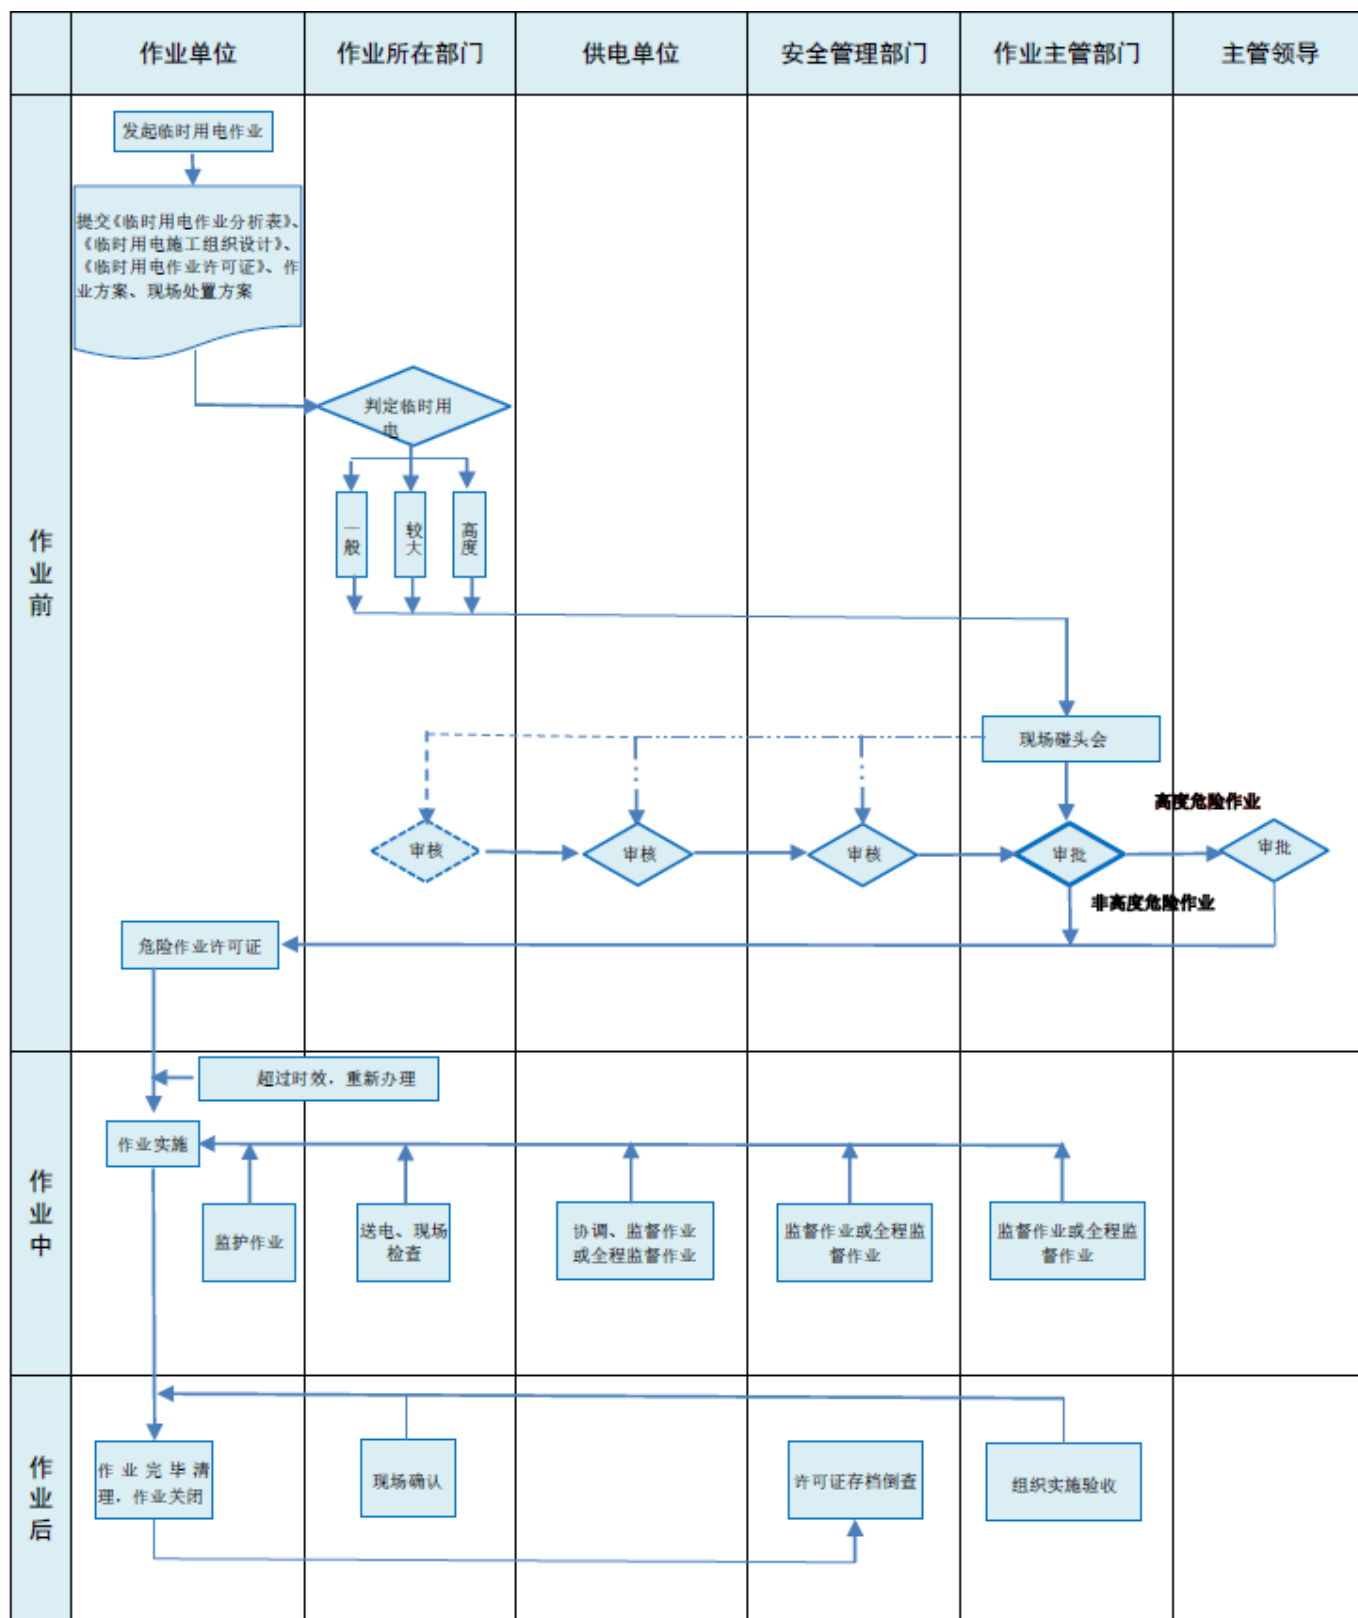 作业单位
作业所在部门
供电单位
安全管理部门
作业主管部门
主管领导
作
业
前
发起临时用电作业
提交《临时用电作业分析表》、
《临时用电施工组织设计》、
《临时用电作业许可证》、作
业方案、现场处置方案
判定临时用
电
一
般
较
大
高
度
现场碰头会
高度危险作业
审核
审核
审核
审批
审批
非高度危险作业
危险作业许可证
作
业
中
超过时效，重新办理
作业实施
监护作业
送电、现场
检查
协调、监督作业
或全程监督作业
监督作业或全程监
督作业
监督作业或全程监
督作业
作
业
后
作业完毕清
理，作业关闭
现场确认
许可证存档倒查
组织实施验收